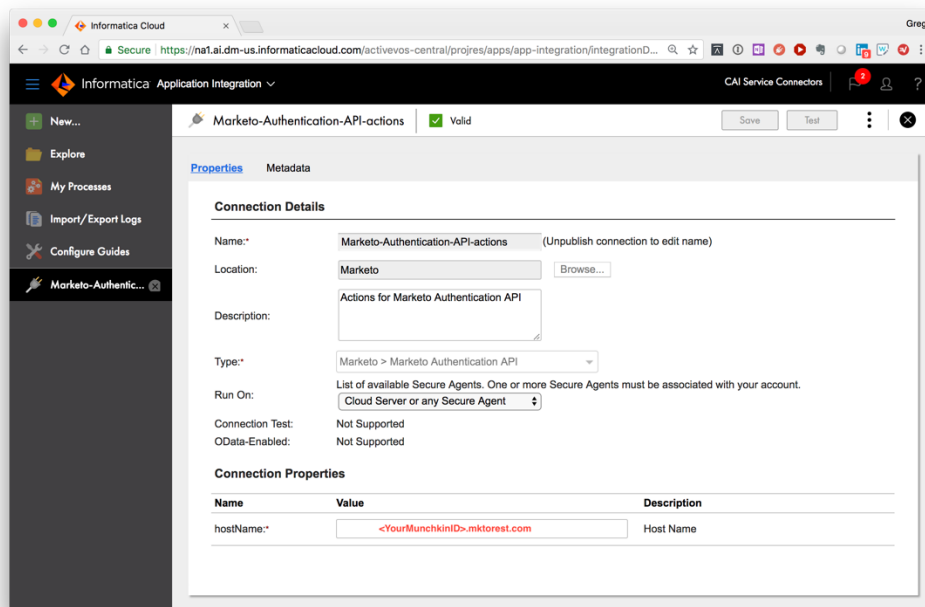 Informatica Cloud
Greg
Secure https://na1.ai.dm-us.informaticacloud.com/activevos-central/projres/apps/app-integration/integrationD...
Informatica Application Integration
CAI Service Connectors
2
?
New...
Marketo-Authentication-API-actions
Valid
Save
Test
Explore
My Processes
Import/Export Logs
Configure Guides
Marketo-Authentic...
Properties
Metadata
Connection Details
Name:* Marketo-Authentication-API-actions (Unpublish connection to edit name)
Location: Marketo Browse...
Description: Actions for Marketo Authentication API
Type:* Marketo > Marketo Authentication API
List of available Secure Agents. One or more Secure Agents must be associated with your account.
Run On: Cloud Server or any Secure Agent
Connection Test: Not Supported
OData-Enabled: Not Supported
Connection Properties
Name Value Description
hostName:* <YourMunchkinID>.mktorest.com Host Name